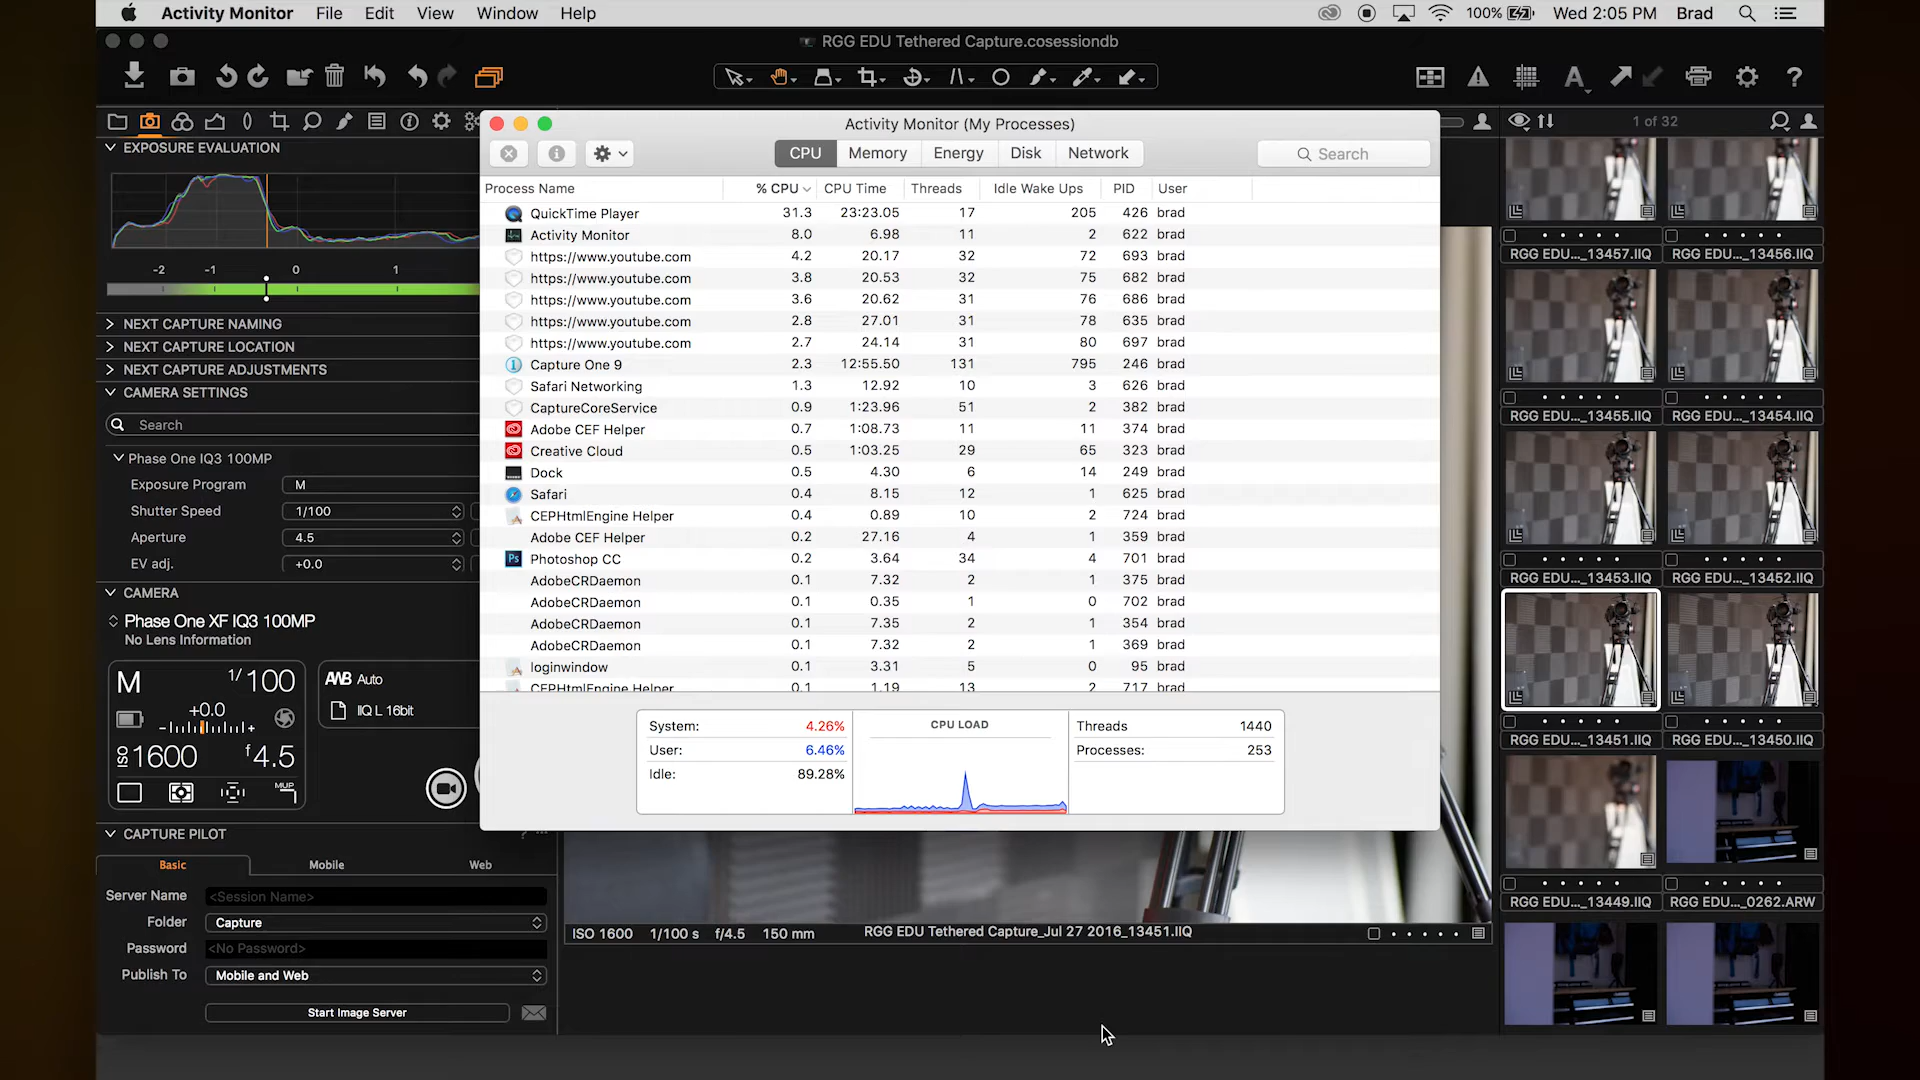 Activity Monitor File Edit View Window Help 100% Wed 2:05 PM Brad
RGG EDU Tethered Capture.cosessiondb
1 of 32
EXPOSURE EVALUATION
-2 -1 0 1
NEXT CAPTURE NAMING
NEXT CAPTURE LOCATION
NEXT CAPTURE ADJUSTMENTS
CAMERA SETTINGS
Search
Phase One IQ3 100MP
Exposure Program M
Shutter Speed 1/100
Aperture 4.5
EV adj. +0.0
CAMERA
Phase One XF IQ3 100MP
No Lens Information
M 1/100
+0.0
ISO 1600 f4.5
MUP
AWB Auto
IIQ L 16bit
CAPTURE PILOT
Basic Mobile Web
Server Name <Session Name>
Folder Capture
Password <No Password>
Publish To Mobile and Web
Start Image Server
Activity Monitor (My Processes)
CPU Memory Energy Disk Network
Search
Process Name % CPU CPU Time Threads Idle Wake Ups PID User
QuickTime Player 31.3 23:23.05 17 205 426 brad
Activity Monitor 8.0 6.98 11 2 622 brad
https://www.youtube.com 4.2 20.17 32 72 693 brad
https://www.youtube.com 3.8 20.53 32 75 682 brad
https://www.youtube.com 3.6 20.62 31 76 686 brad
https://www.youtube.com 2.8 27.01 31 78 635 brad
https://www.youtube.com 2.7 24.14 31 80 697 brad
Capture One 9 2.3 12:55.50 131 795 246 brad
Safari Networking 1.3 12.92 10 3 626 brad
CaptureCoreService 0.9 1:23.96 51 2 382 brad
Adobe CEF Helper 0.7 1:08.73 11 11 374 brad
Creative Cloud 0.5 1:03.25 29 65 323 brad
Dock 0.5 4.30 6 14 249 brad
Safari 0.4 8.15 12 1 625 brad
CEPHtmlEngine Helper 0.4 0.89 10 2 724 brad
Adobe CEF Helper 0.2 27.16 4 1 359 brad
Ps Photoshop CC 0.2 3.64 34 4 701 brad
AdobeCRDaemon 0.1 7.32 2 1 375 brad
AdobeCRDaemon 0.1 0.35 1 0 702 brad
AdobeCRDaemon 0.1 7.35 2 1 354 brad
AdobeCRDaemon 0.1 7.32 2 1 369 brad
loginwindow 0.1 3.31 5 0 95 brad
CEPHtmlEngine Helper 0.1 1.19 13 2 717 brad
System: 4.26%
User: 6.46%
Idle: 89.28%
CPU LOAD
Threads 1440
Processes: 253
ISO 1600 1/100 s f/4.5 150 mm RGG EDU Tethered Capture_Jul 27 2016_13451.IIQ
RGG EDU..._13457.IIQ RGG EDU..._13456.IIQ
RGG EDU..._13455.IIQ RGG EDU..._13454.IIQ
RGG EDU..._13453.IIQ RGG EDU..._13452.IIQ
RGG EDU..._13451.IIQ RGG EDU..._13450.IIQ
RGG EDU..._13449.IIQ RGG EDU..._0262.ARW